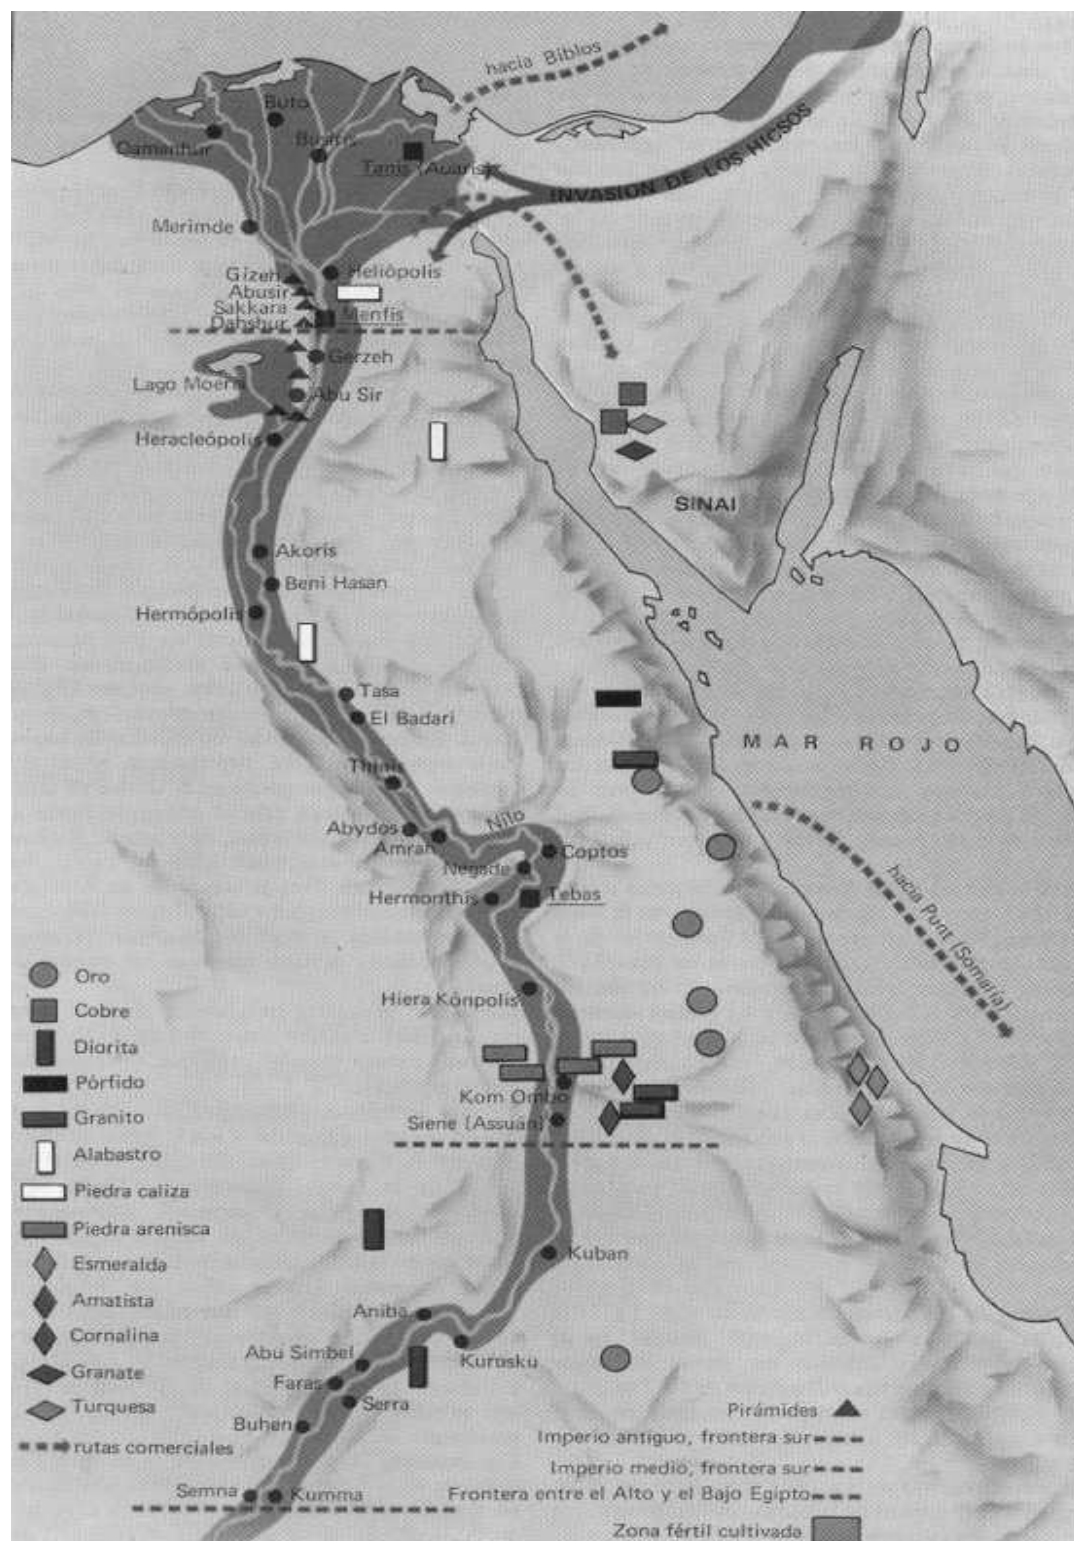 hacia Biblos
Buto
Damanhur
Busiris
Tanis (Avaris)
INVASION DE LOS HICSOS
Merimde
Gizeh
Heliópolis
Abusir
Sakkara
Menfis
Dahshur
Gerzeh
Lago Moeris
Abu Sir
Heracleópolis
SINAI
Akoris
Beni Hasan
Hermópolis
Tasa
El Badari
MAR ROJO
Thinis
Nilo
Abydos
Amrah
Coptos
Negade
Hermonthis
Tebas
hacia Punt (Somaría)
Hiera Kónpolis
Kom Ombo
Siene (Assuán)
Kuban
Aniba
Kurusku
Abu Simbel
Faras
Serra
Buhen
Semna
Kumma
Oro
Cobre
Diorita
Pórfido
Granito
Alabastro
Piedra caliza
Piedra arenisca
Esmeralda
Amatista
Cornalina
Granate
Turquesa
rutas comerciales
Pirámides
Imperio antiguo, frontera sur
Imperio medio, frontera sur
Frontera entre el Alto y el Bajo Egipto
Zona fértil cultivada